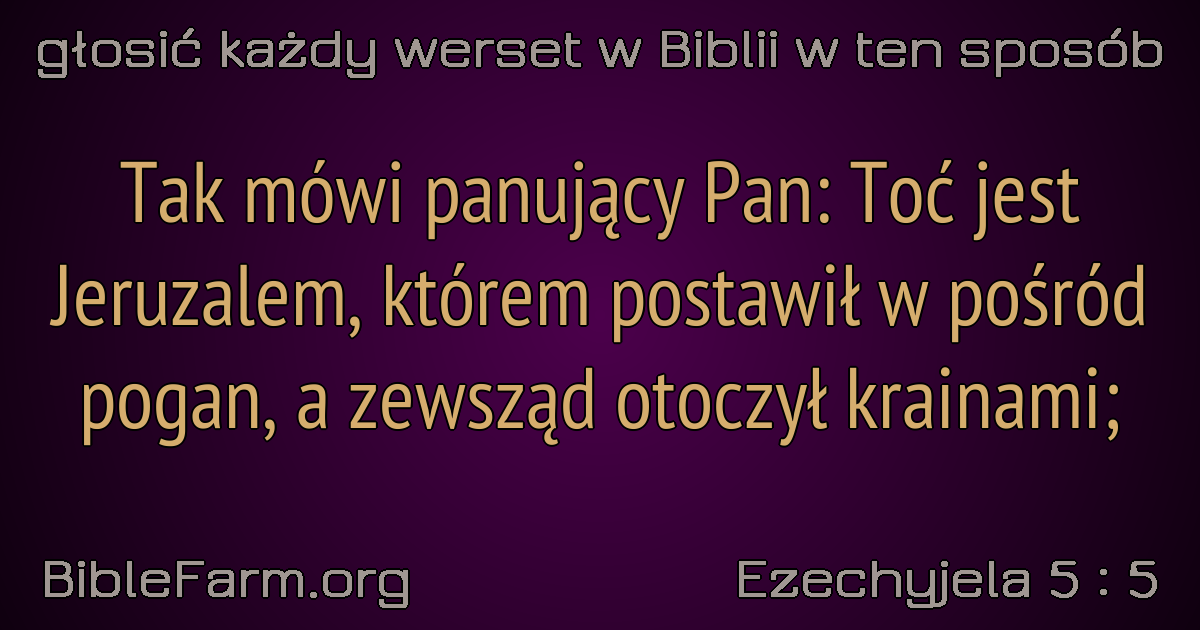 głosić każdy werset w Biblii w ten sposób
Tak mówi panujący Pan: Toć jest
Jeruzalem, którem postawił w pośród
pogan, a zewsząd otoczył krainami;
BibleFarm.org
Ezechyjela 5 : 5